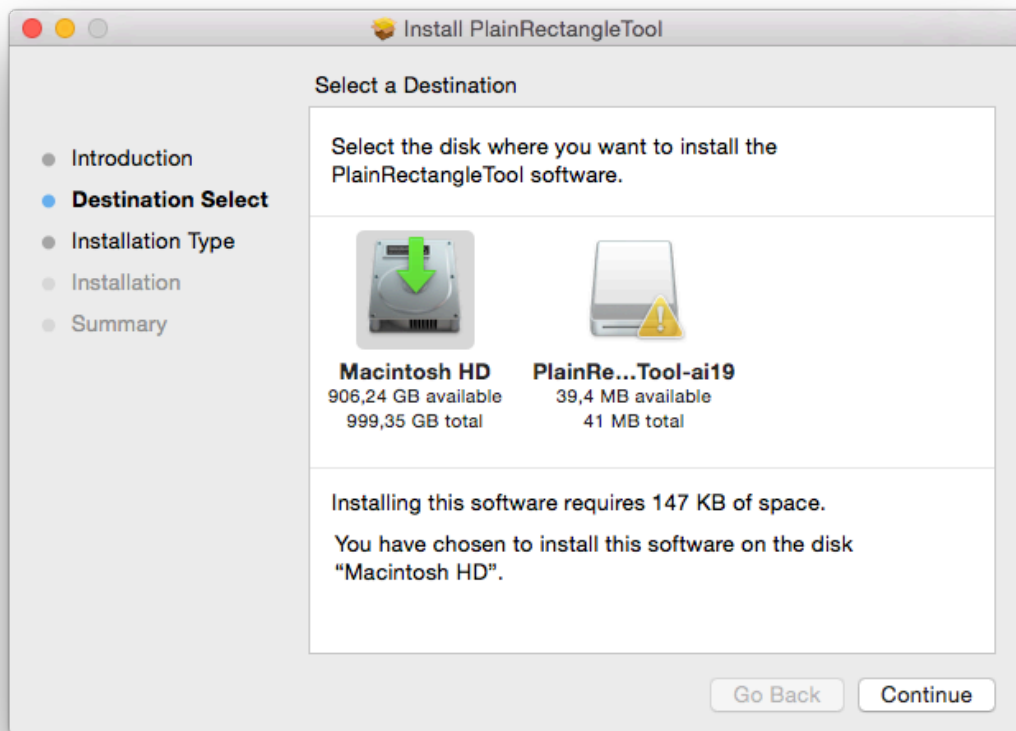 Install PlainRectangleTool
Select a Destination
Introduction
Destination Select
Installation Type
Installation
Summary
Select the disk where you want to install the
PlainRectangleTool software.
Macintosh HD
906,24 GB available
999,35 GB total
PlainRe...Tool-ai19
39,4 MB available
41 MB total
Installing this software requires 147 KB of space.
You have chosen to install this software on the disk
“Macintosh HD”.
Go Back
Continue